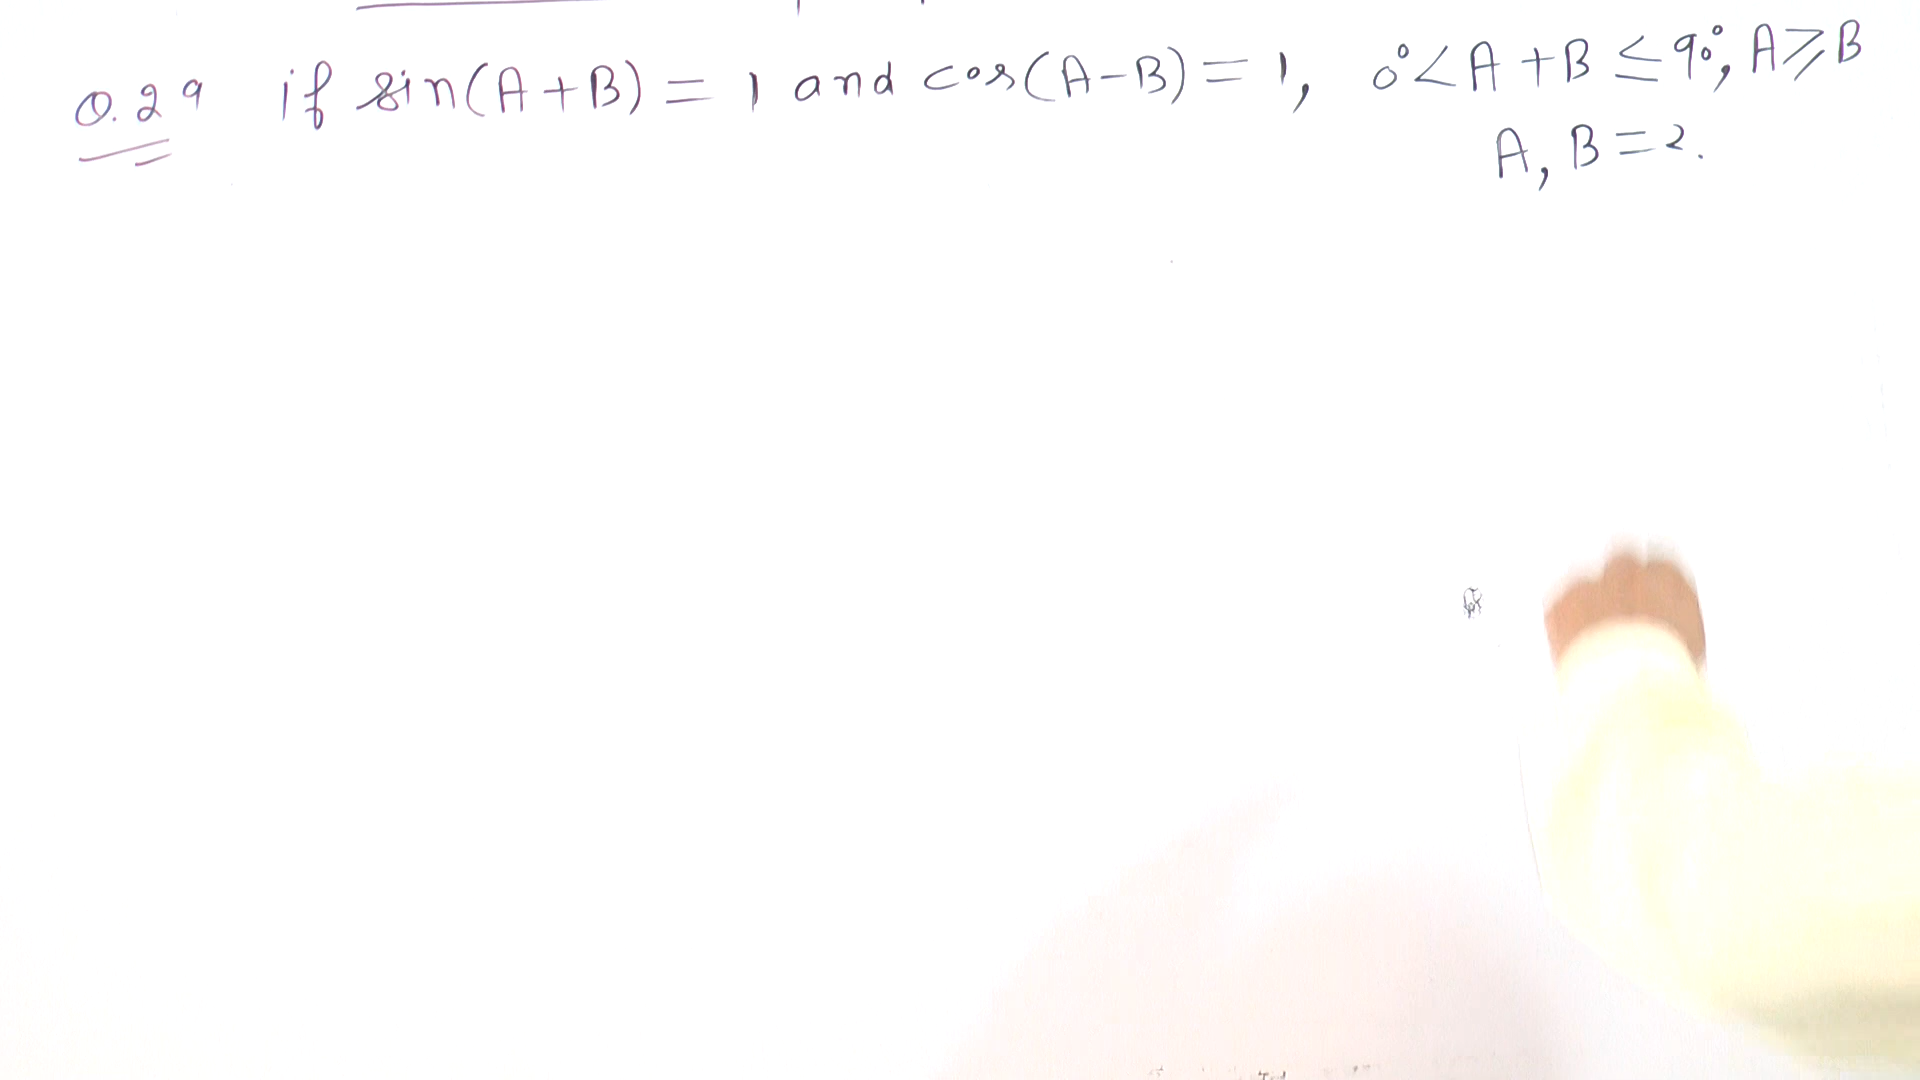 Q.29 if sin(A+B) = 1 and cos(A-B) = 1, 0°<A+B≤90°, A≥B
A, B = ?.